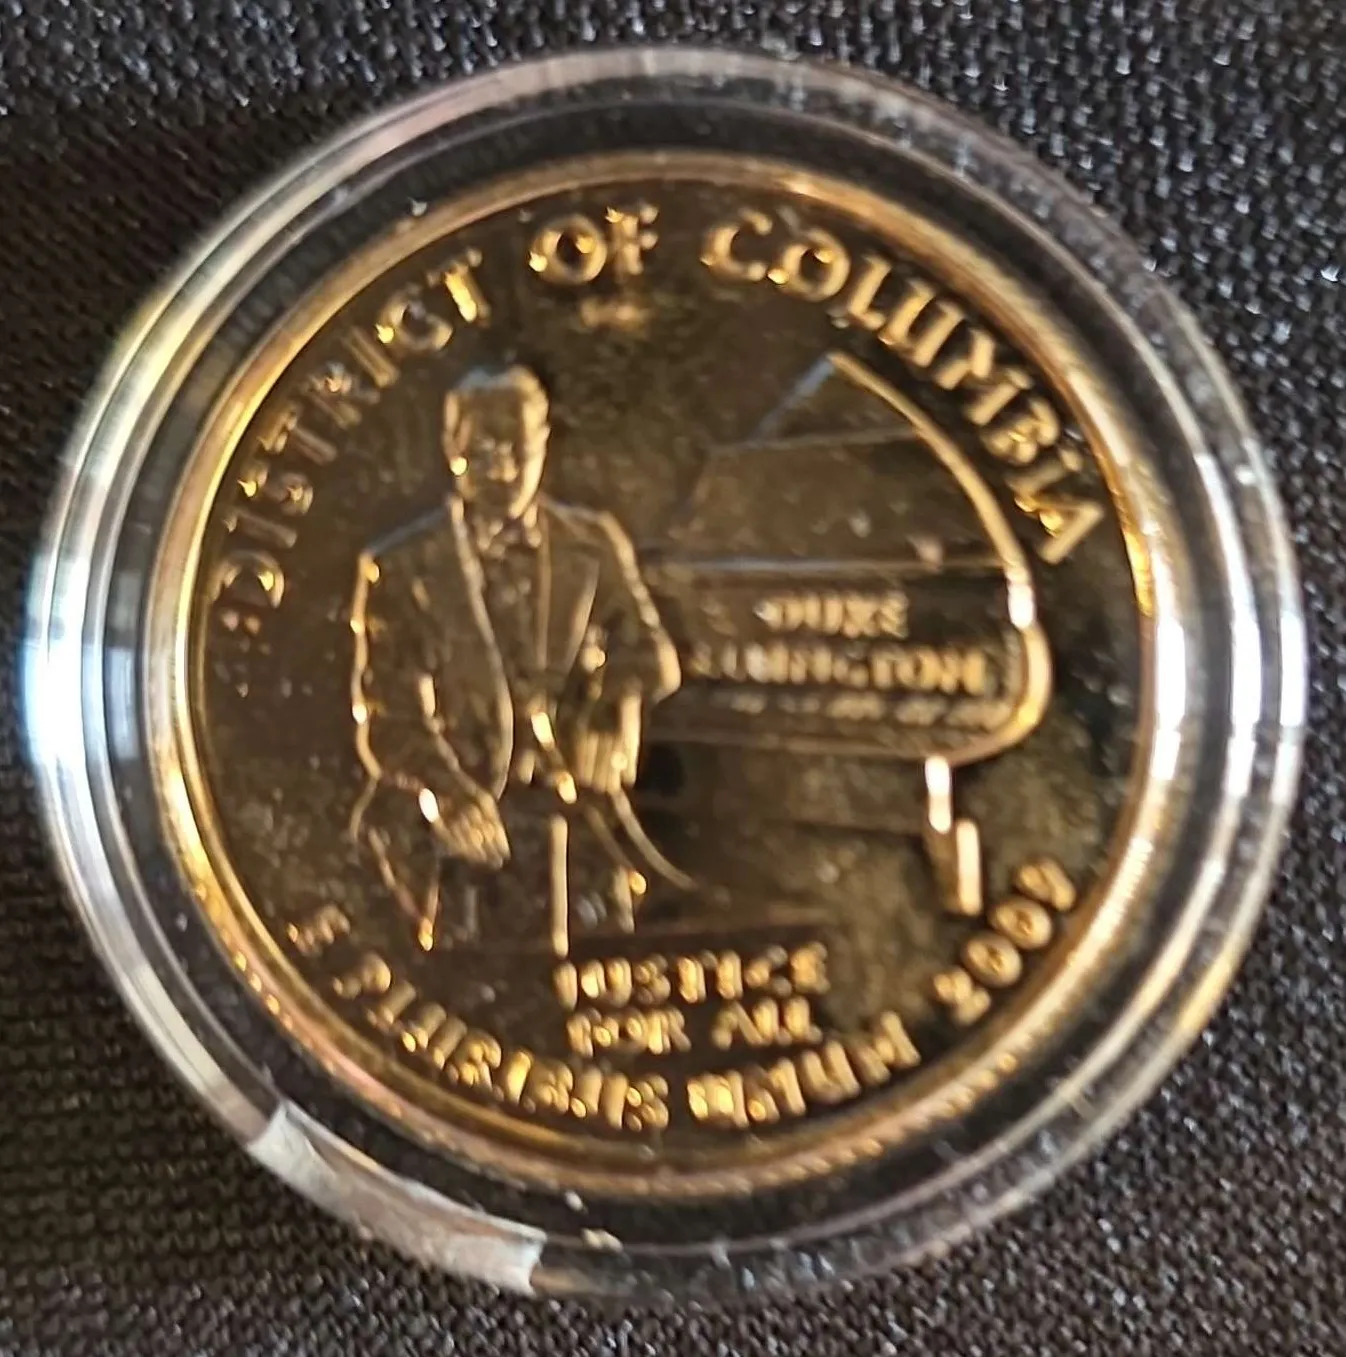 DISTRICT OF COLUMBIA
DUKE
ELLINGTON
JUSTICE
FOR ALL
E PLURIBUS UNUM 2009